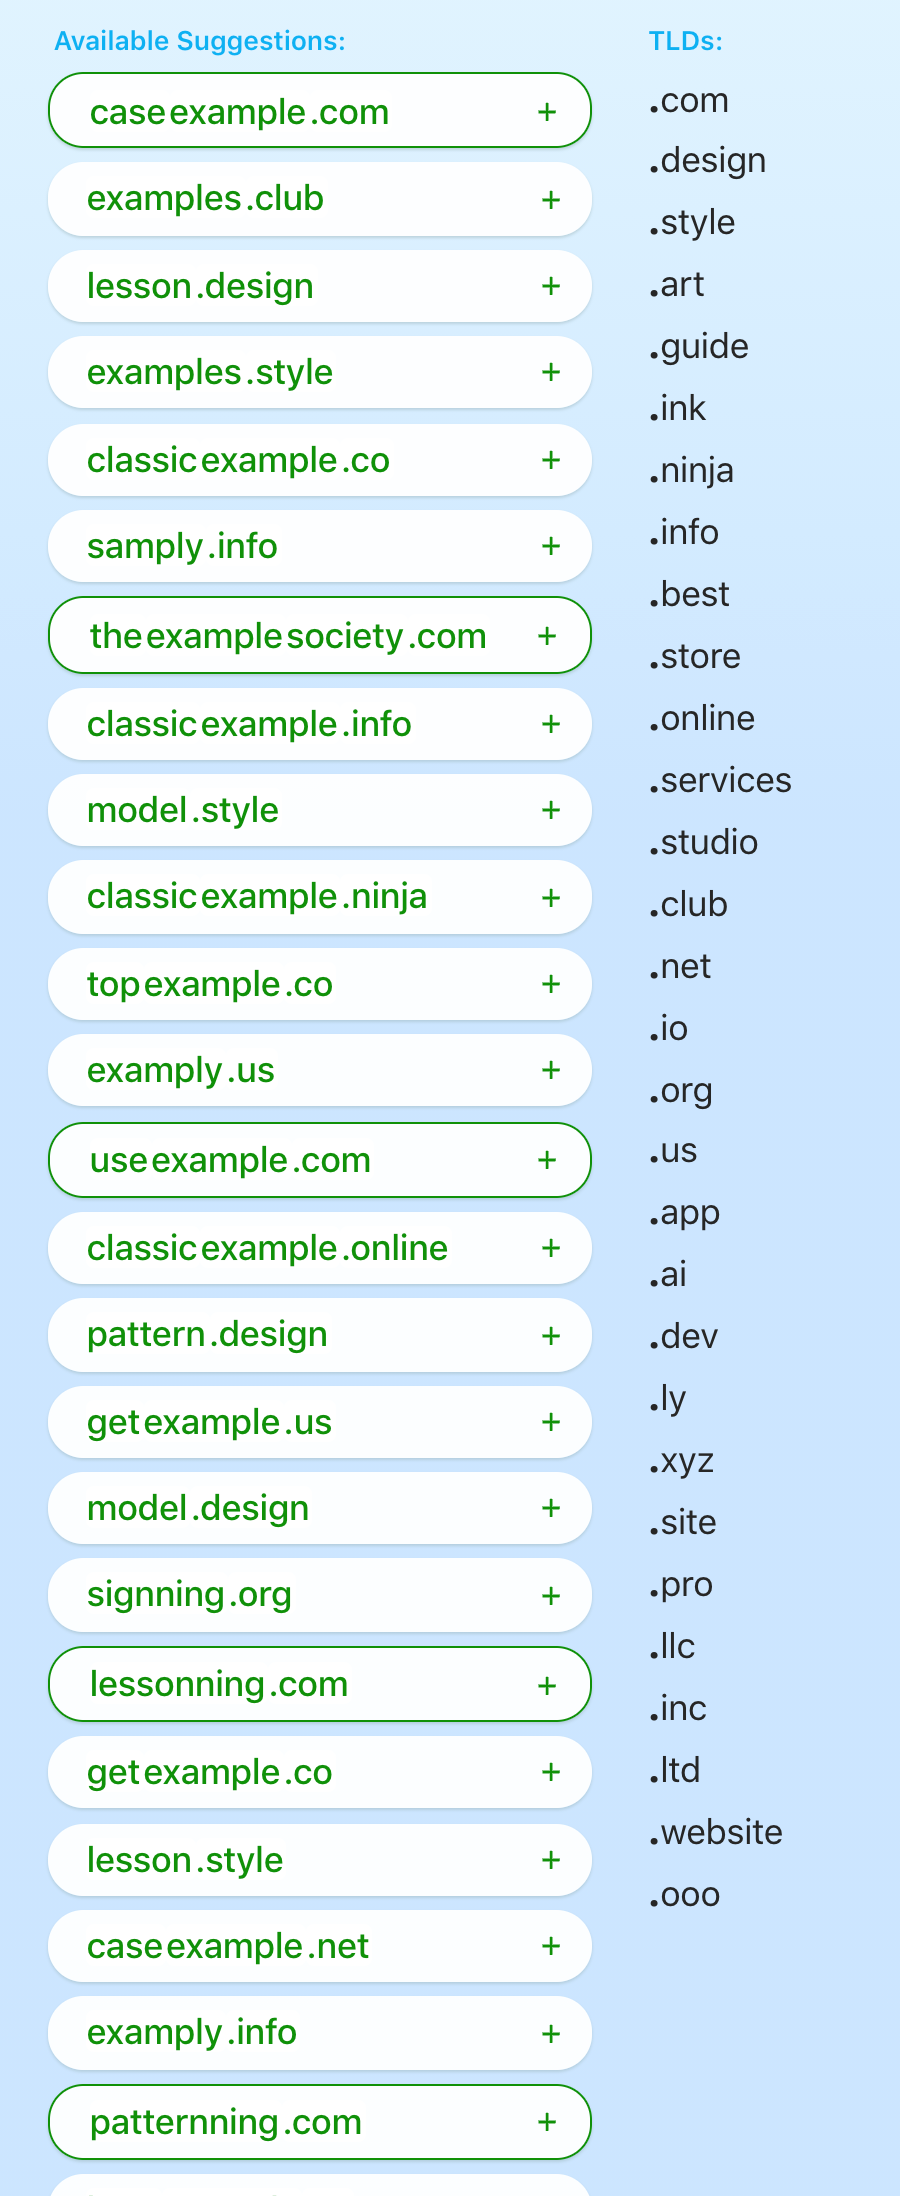 Available Suggestions:
caseexample.com +
examples.club +
lesson.design +
examples.style +
classicexample.co +
samply.info +
theexamplesociety.com +
classicexample.info +
model.style +
classicexample.ninja +
topexample.co +
examply.us +
useexample.com +
classicexample.online +
pattern.design +
getexample.us +
model.design +
signning.org +
lessonning.com +
getexample.co +
lesson.style +
caseexample.net +
examply.info +
patternning.com +
TLDs:
.com
.design
.style
.art
.guide
.ink
.ninja
.info
.best
.store
.online
.services
.studio
.club
.net
.io
.org
.us
.app
.ai
.dev
.ly
.xyz
.site
.pro
.llc
.inc
.ltd
.website
.ooo